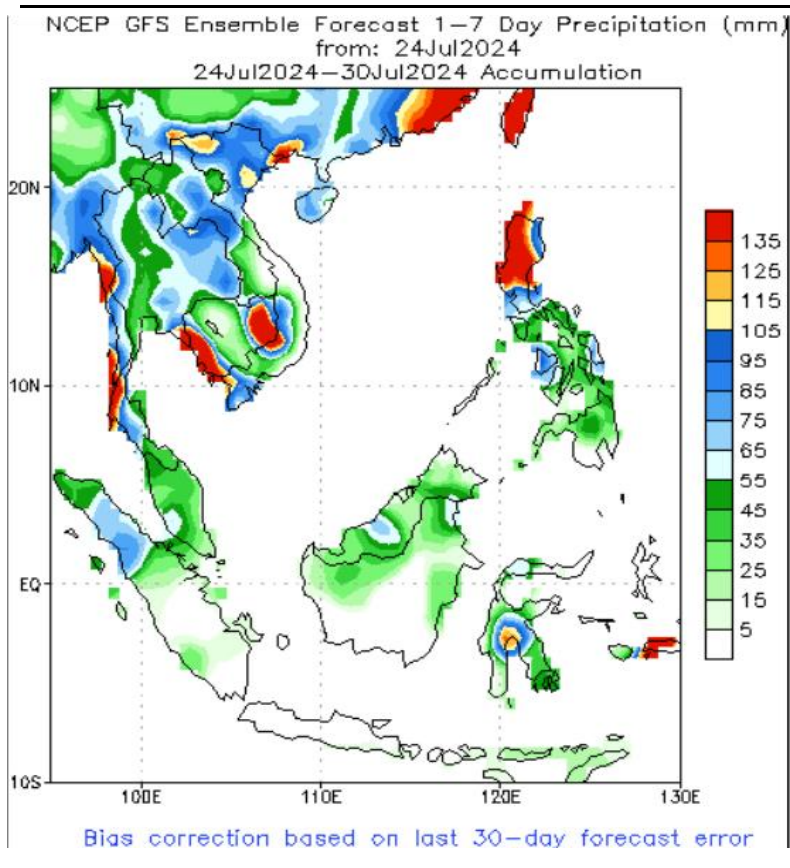 NCEP GFS Ensemble Forecast 1–7 Day Precipitation (mm)
from: 24Jul2024
24Jul2024–30Jul2024 Accumulation
20N
10N
EQ
10S
100E
110E
120E
130E
135
125
115
105
95
85
75
65
55
45
35
25
15
5
Bias correction based on last 30–day forecast error